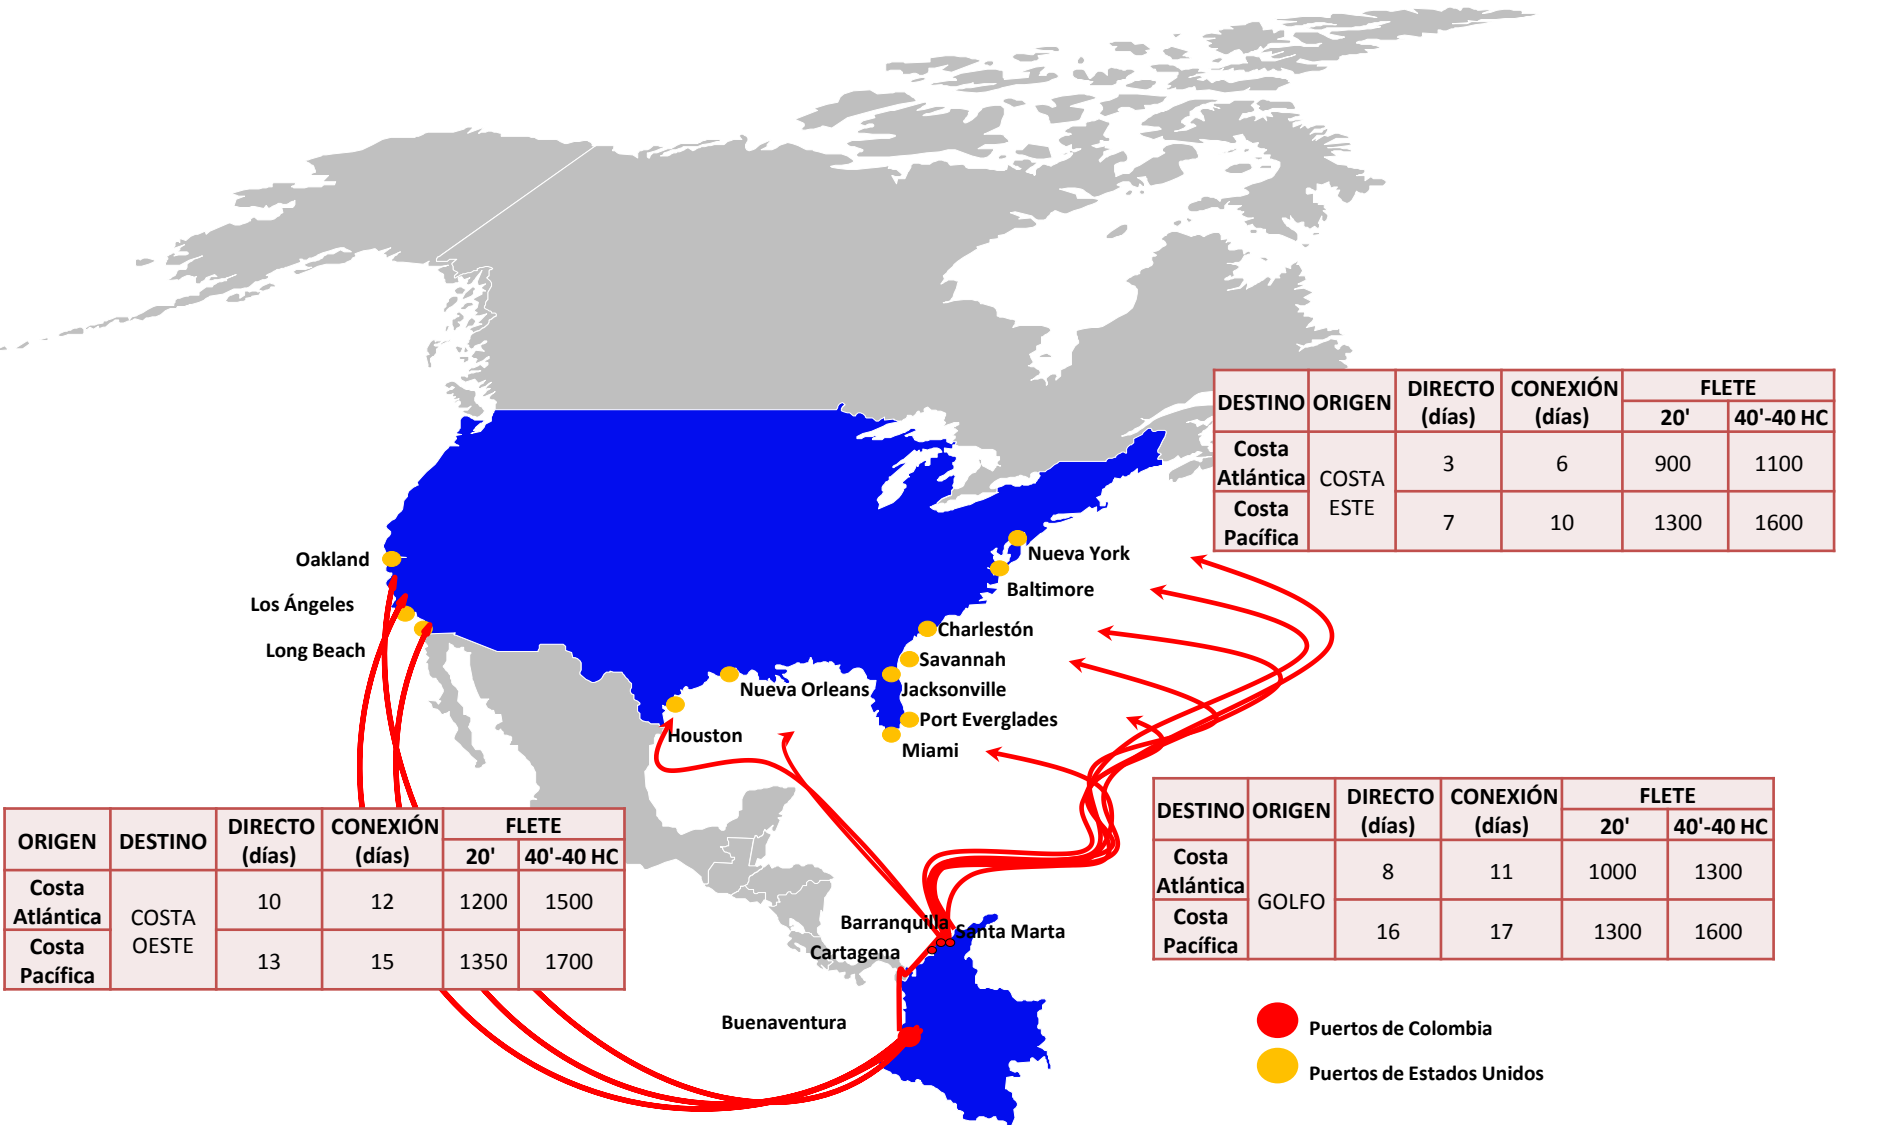 DESTINO ORIGEN DIRECTO (días) CONEXIÓN (días) FLETE
20' 40'-40 HC
Costa Atlántica COSTA ESTE 3 6 900 1100
Costa Pacífica 7 10 1300 1600
Oakland
Los Ángeles
Long Beach
Nueva York
Baltimore
Charlestón
Savannah
Jacksonville
Nueva Orleans
Port Everglades
Houston
Miami
ORIGEN DESTINO DIRECTO (días) CONEXIÓN (días) FLETE
20' 40'-40 HC
Costa Atlántica COSTA OESTE 10 12 1200 1500
Costa Pacífica 13 15 1350 1700
DESTINO ORIGEN DIRECTO (días) CONEXIÓN (días) FLETE
20' 40'-40 HC
Costa Atlántica GOLFO 8 11 1000 1300
Costa Pacífica 16 17 1300 1600
Barranquilla
Santa Marta
Cartagena
Buenaventura
Puertos de Colombia
Puertos de Estados Unidos